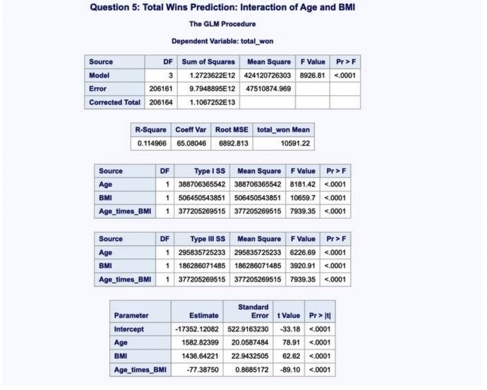 Question 5: Total Wins Prediction: Interaction of Age and BMI
The GLM Procedure
Dependent Variable: total_won
Source DF Sum of Squares Mean Square F Value Pr > F
Model 3 1.2723622E12 424120726303 8926.81 <.0001
Error 206161 9.7948895E12 47510874.969
Corrected Total 206164 1.1067252E13
R-Square Coeff Var Root MSE total_won Mean
0.114966 65.08046 6892.813 10591.22
Source DF Type I SS Mean Square F Value Pr > F
Age 1 388706365542 388706365542 8181.42 <.0001
BMI 1 506450543851 506450543851 10659.7 <.0001
Age_times_BMI 1 377205269515 377205269515 7939.35 <.0001
Source DF Type III SS Mean Square F Value Pr > F
Age 1 295835725233 295835725233 6226.69 <.0001
BMI 1 186286071485 186286071485 3920.91 <.0001
Age_times_BMI 1 377205269515 377205269515 7939.35 <.0001
Parameter Estimate Standard Error t Value Pr > |t|
Intercept -17352.12082 522.9163230 -33.18 <.0001
Age 1582.82399 20.0587484 78.91 <.0001
BMI 1436.64221 22.9432505 62.62 <.0001
Age_times_BMI -77.38750 0.8685172 -89.10 <.0001